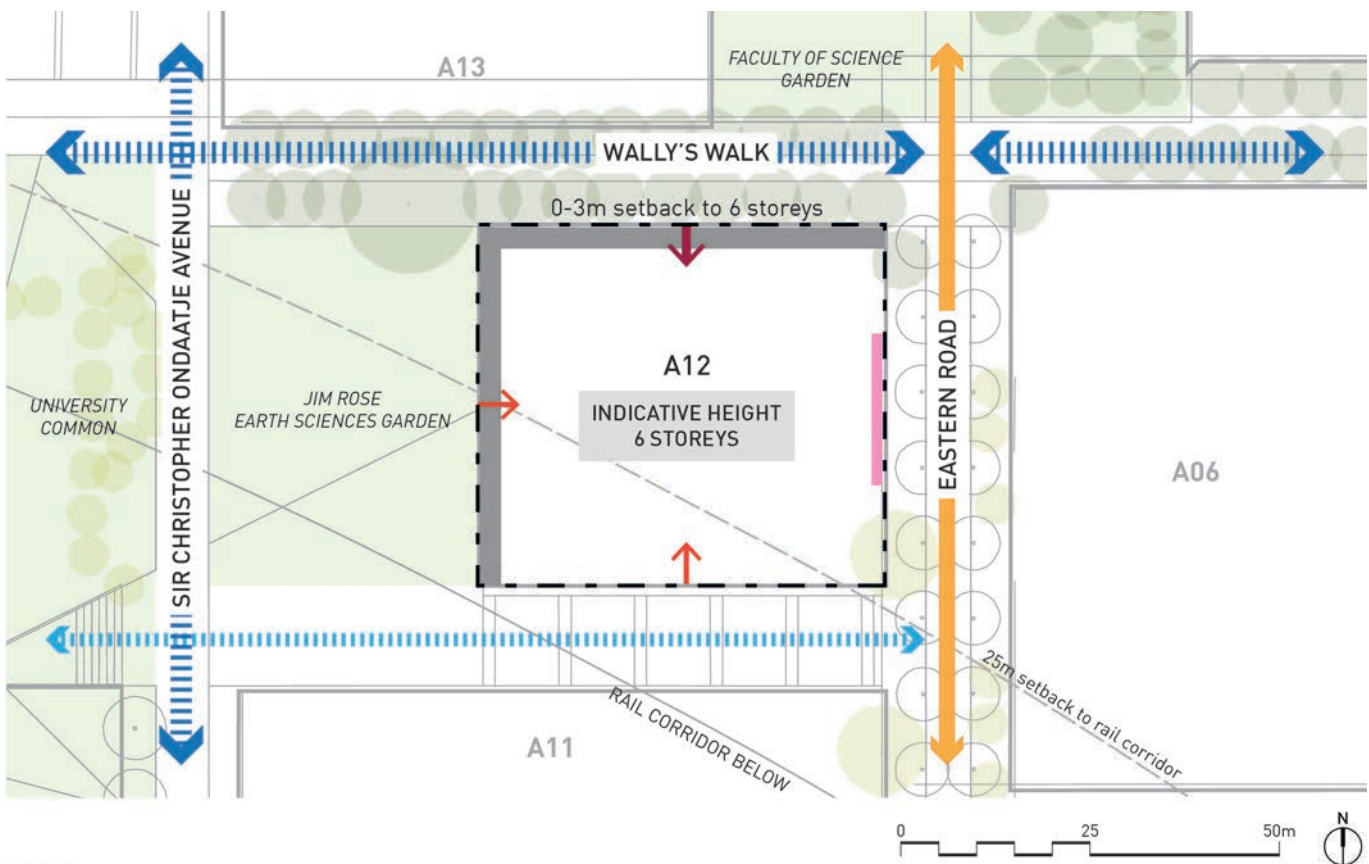 A13
FACULTY OF SCIENCE
GARDEN
WALLY'S WALK
0-3m setback to 6 storeys
SIR CHRISTOPHER ONDAATJE AVENUE
A12
INDICATIVE HEIGHT
6 STOREYS
JIM ROSE
EARTH SCIENCES GARDEN
UNIVERSITY
COMMON
EASTERN ROAD
A06
25m setback to rail corridor
RAIL CORRIDOR BELOW
A11
0 25 50m
N